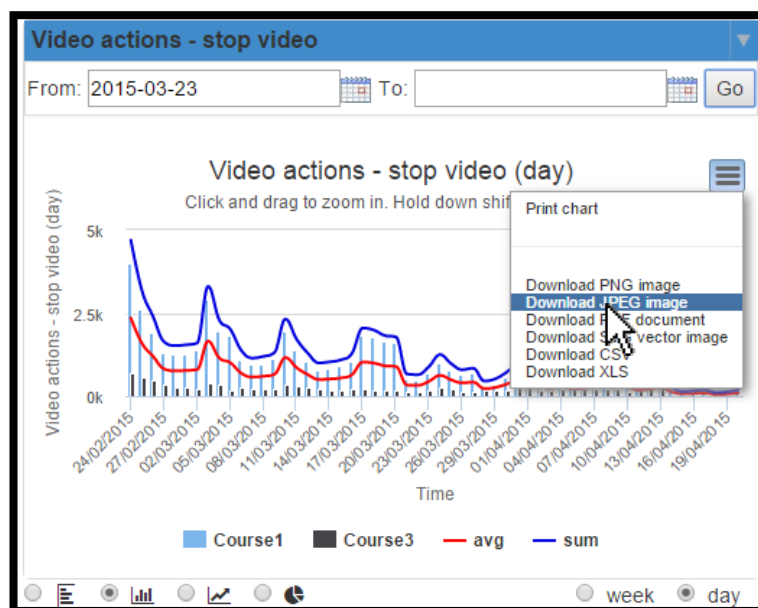 Video actions - stop video
From: 2015-03-23 To: Go
Video actions - stop video (day)
Click and drag to zoom in. Hold down shif
Print chart
Download PNG image
Download JPEG image
Download document
Download vector image
Download CSV
Download XLS
Video actions - stop video (day)
5k
2.5k
0k
24/02/2015 27/02/2015 02/03/2015 05/03/2015 08/03/2015 11/03/2015 14/03/2015 17/03/2015 20/03/2015 23/03/2015 26/03/2015 29/03/2015 01/04/2015 04/04/2015 07/04/2015 10/04/2015 13/04/2015 16/04/2015 19/04/2015
Time
Course1 Course3 avg sum
week day